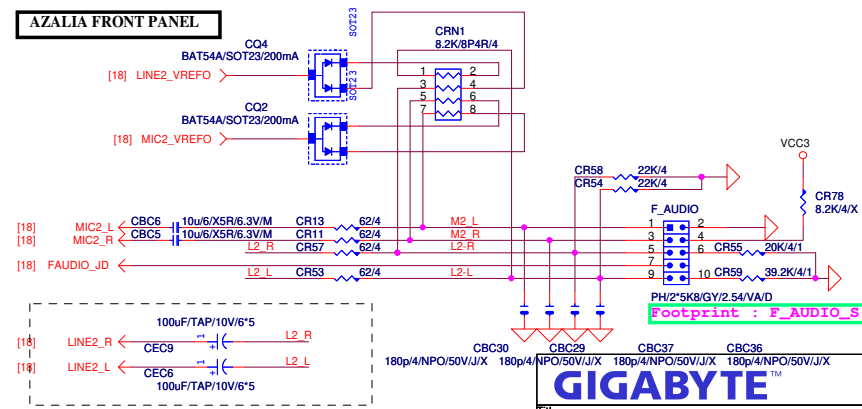 AZALIA FRONT PANEL
SOT23
CQ4
BAT54A/SOT23/200mA
[18] LINE2_VREFO
SOT23
CQ2
BAT54A/SOT23/200mA
[18] MIC2_VREFO
CRN1
8.2K/8P4R/4
1 2
3 4
5 6
7 8
VCC3
CR78
8.2K/4/X
CR58 22K/4
CR54 22K/4
[18] MIC2_L CBC6 10u/6/X5R/6.3V/M CR13 62/4 M2_L
[18] MIC2_R CBC5 10u/6/X5R/6.3V/M CR11 62/4 M2_R
L2_R CR57 62/4 L2-R
[18] FAUDIO_JD
L2_L CR53 62/4 L2-L
F_AUDIO
1 2
3 4
5 6 CR55 20K/4/1
7
9 10 CR59 39.2K/4/1
PH/2*5K8/GY/2.54/VA/D
Footprint : F_AUDIO_S
100uF/TAP/10V/6*5
[18] LINE2_R 1 + L2_R
CEC9
[18] LINE2_L 1 + L2_L
CEC6
100uF/TAP/10V/6*5
CBC30 CBC29 CBC37 CBC36
180p/4/NPO/50V/J/X 180p/4/NPO/50V/J/X 180p/4/NPO/50V/J/X 180p/4/NPO/50V/J/X
GIGABYTE™